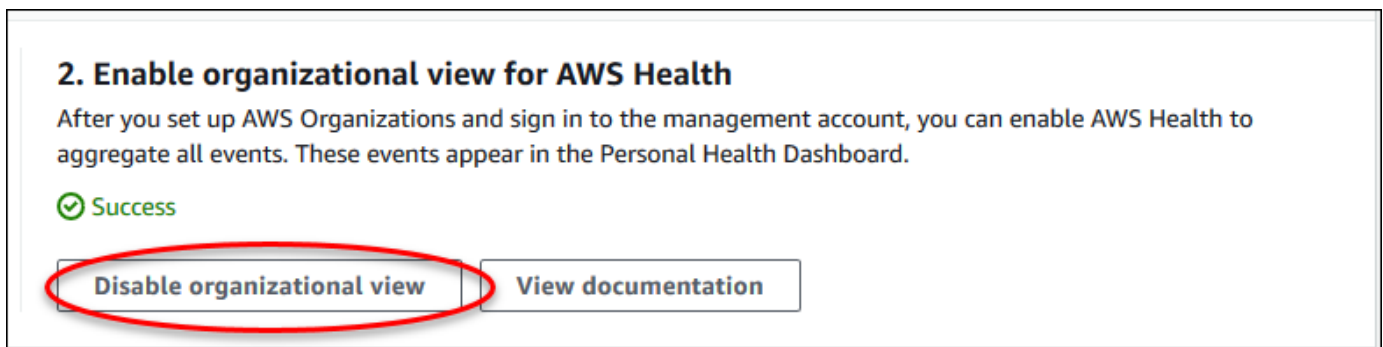 2. Enable organizational view for AWS Health
After you set up AWS Organizations and sign in to the management account, you can enable AWS Health to
aggregate all events. These events appear in the Personal Health Dashboard.
Success
Disable organizational view
View documentation